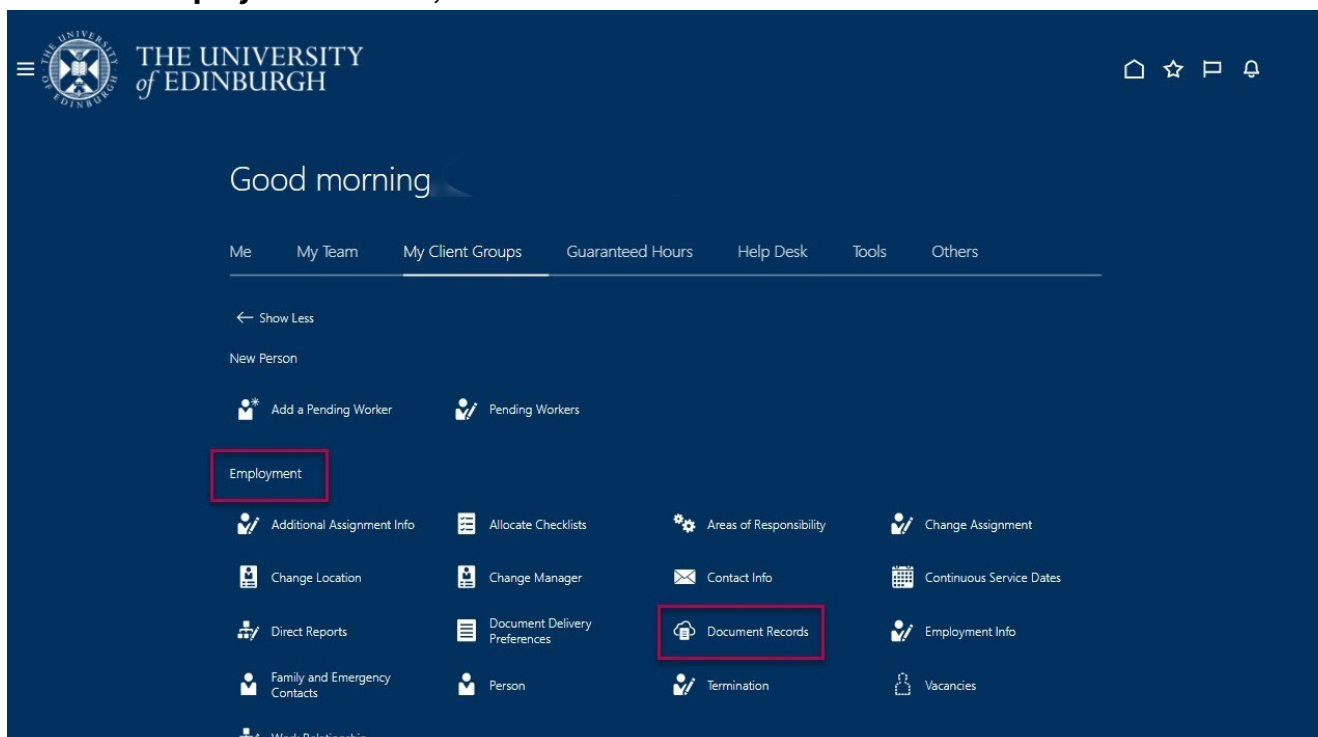 THE UNIVERSITY
of EDINBURGH
Good morning
Me My Team My Client Groups Guaranteed Hours Help Desk Tools Others
Show Less
New Person
Add a Pending Worker Pending Workers
Employment
Additional Assignment Info Allocate Checklists Areas of Responsibility Change Assignment
Change Location Change Manager Contact Info Continuous Service Dates
Direct Reports Document Delivery Preferences Document Records Employment Info
Family and Emergency Contacts Person Termination Vacancies